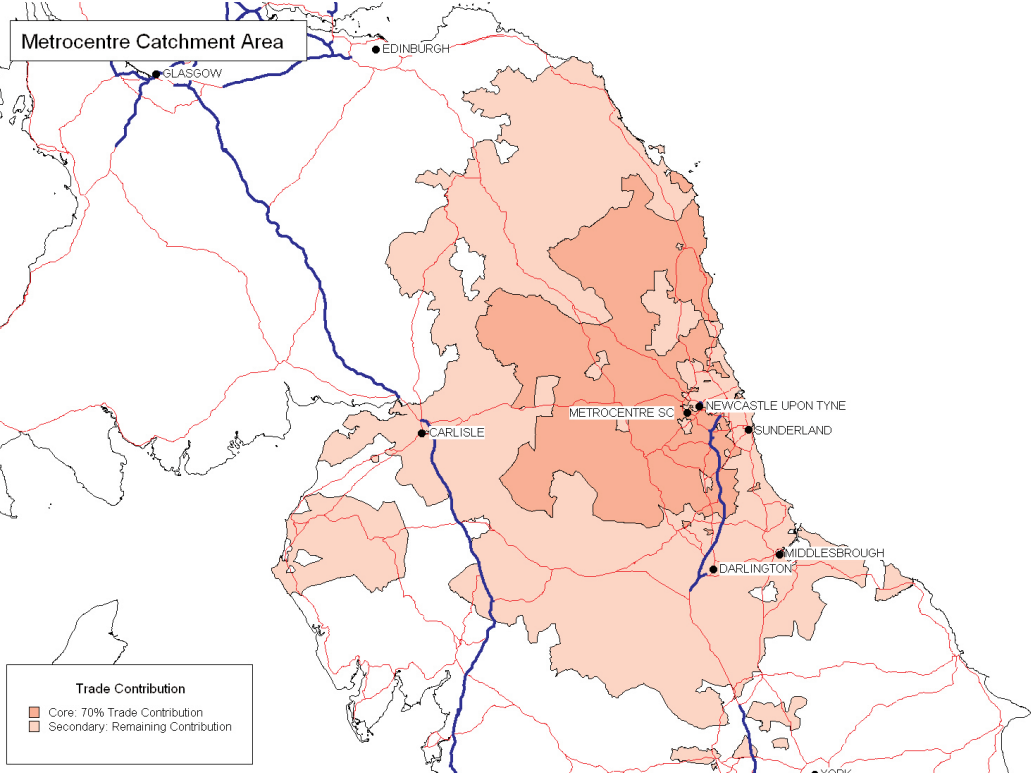 Metrocentre Catchment Area
EDINBURGH
GLASGOW
NEWCASTLE UPON TYNE
METROCENTRE SC
SUNDERLAND
CARLISLE
MIDDLESBROUGH
DARLINGTON
Trade Contribution
Core: 70% Trade Contribution
Secondary: Remaining Contribution
YORK